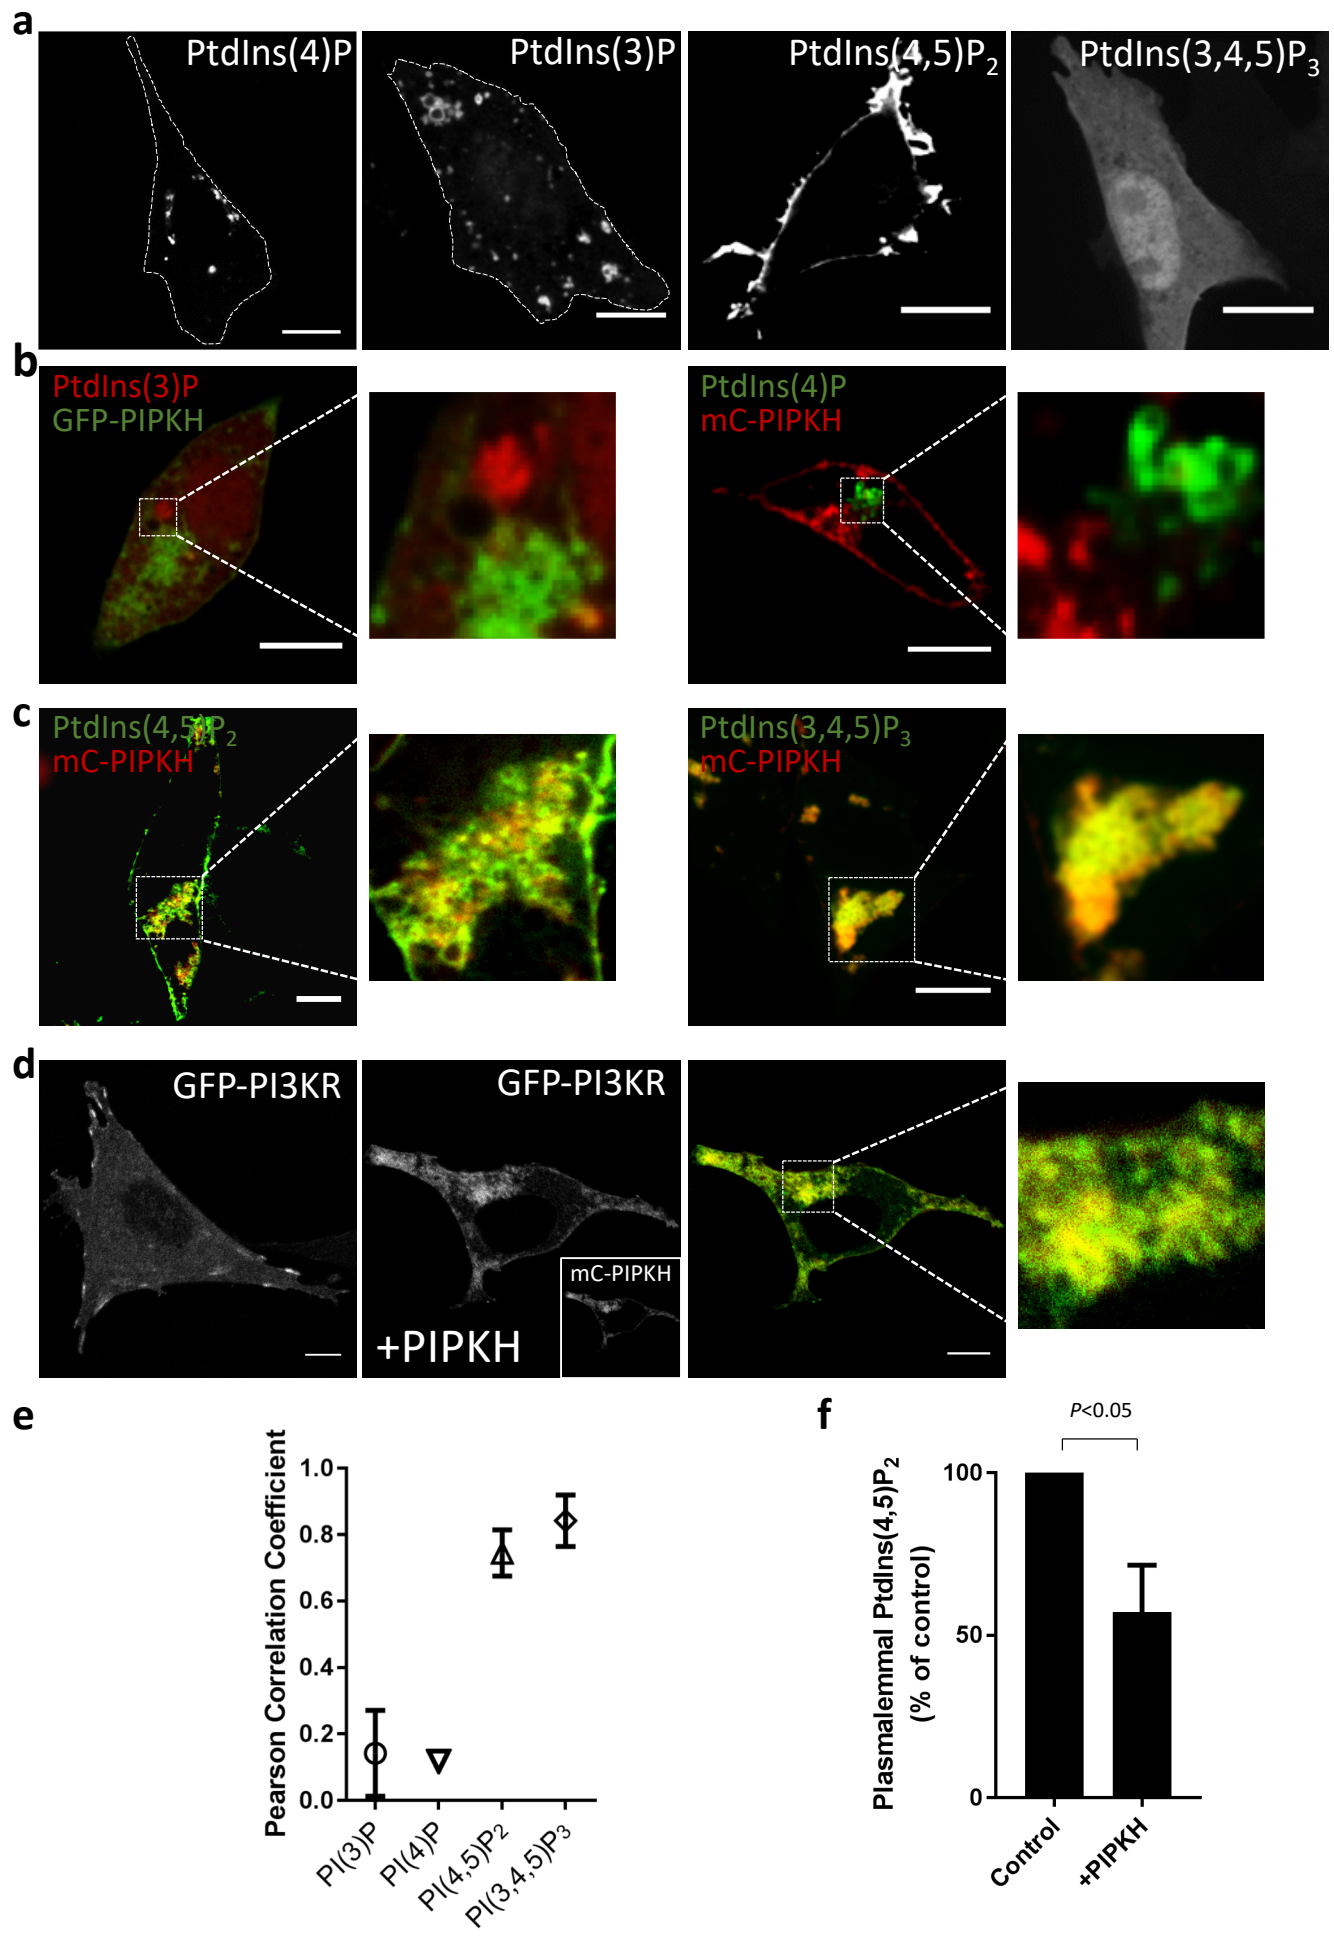 a
PtdIns(4)P
PtdIns(3)P
PtdIns(4,5)P2
PtdIns(3,4,5)P3
b
PtdIns(3)P
GFP-PIPKH
PtdIns(4)P
mC-PIPKH
c
PtdIns(4,5)P2
mC-PIPKH
PtdIns(3,4,5)P3
mC-PIPKH
d
GFP-PI3KR
GFP-PI3KR
mC-PIPKH
+PIPKH
e
Pearson Correlation Coefficient
1.0
0.8
0.6
0.4
0.2
0.0
PI(3)P
PI(4)P
PI(4,5)P2
PI(3,4,5)P3
f
P<0.05
Plasmalemmal PtdIns(4,5)P2
(% of control)
100
50
0
Control
+PIPKH